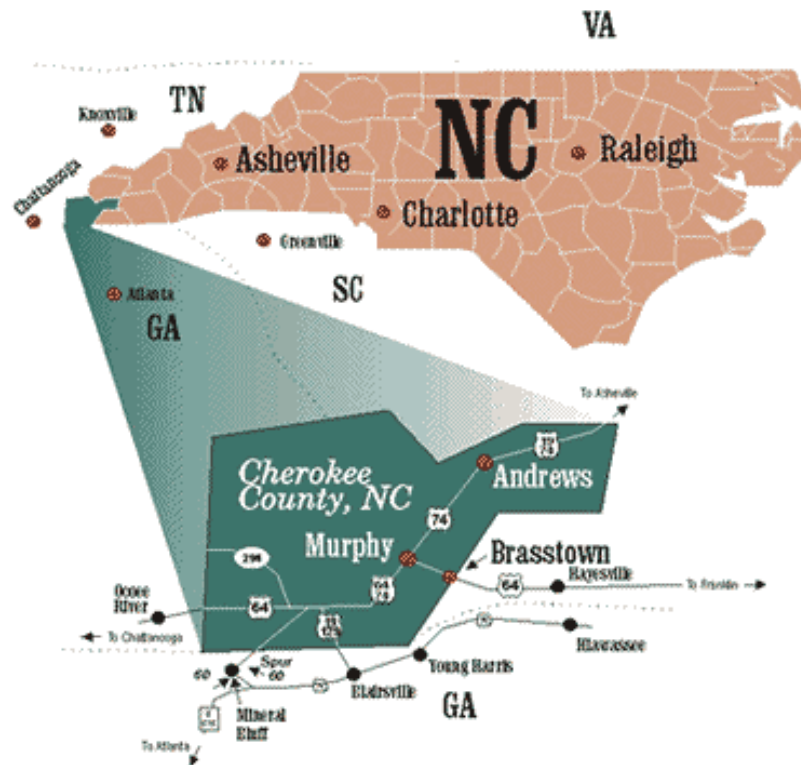 VA
TN
Knoxville
NC
Asheville
Raleigh
Chattanooga
Charlotte
Greenville
SC
Atlanta
GA
To Asheville
Cherokee
County, NC
Andrews
74
Murphy
Brasstown
Hayesville
64
To Franklin
Ocoee
River
64
64
To Chattanooga
Hiawassee
Young Harris
60
Spur
60
Blairsville
GA
Mineral
Bluff
To Atlanta